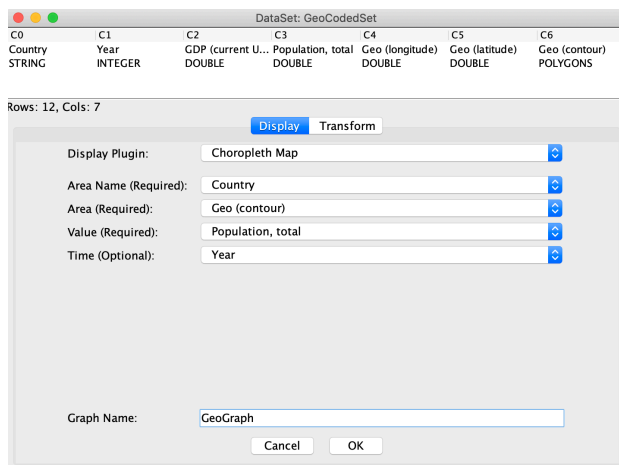 DataSet: GeoCodedSet
C0 C1 C2 C3 C4 C5 C6
Country Year GDP (current U... Population, total Geo (longitude) Geo (latitude) Geo (contour)
STRING INTEGER DOUBLE DOUBLE DOUBLE DOUBLE POLYGONS
Rows: 12, Cols: 7
Display Transform
Display Plugin: Choropleth Map
Area Name (Required): Country
Area (Required): Geo (contour)
Value (Required): Population, total
Time (Optional): Year
Graph Name: GeoGraph
Cancel OK